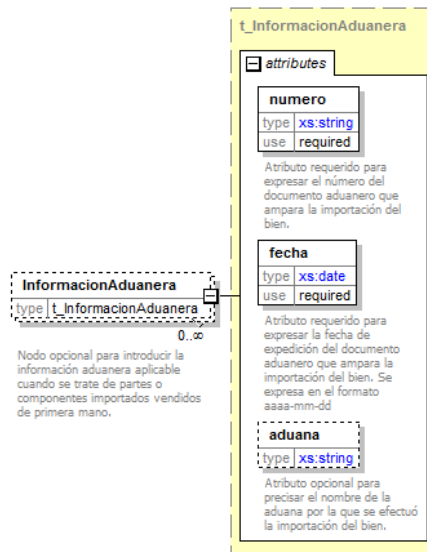 t_InformacionAduanera
attributes
numero
type xs:string
use required
Atributo requerido para
expresar el número del
documento aduanero que
ampara la importación del
bien.
fecha
type xs:date
use required
Atributo requerido para
expresar la fecha de
expedición del documento
aduanero que ampara la
importación del bien. Se
expresa en el formato
aaaa-mm-dd
aduana
type xs:string
Atributo opcional para
precisar el nombre de la
aduana por la que se efectuó
la importación del bien.
InformacionAduanera
type t_InformacionAduanera
0..∞
Nodo opcional para introducir la
información aduanera aplicable
cuando se trate de partes o
componentes importados vendidos
de primera mano.